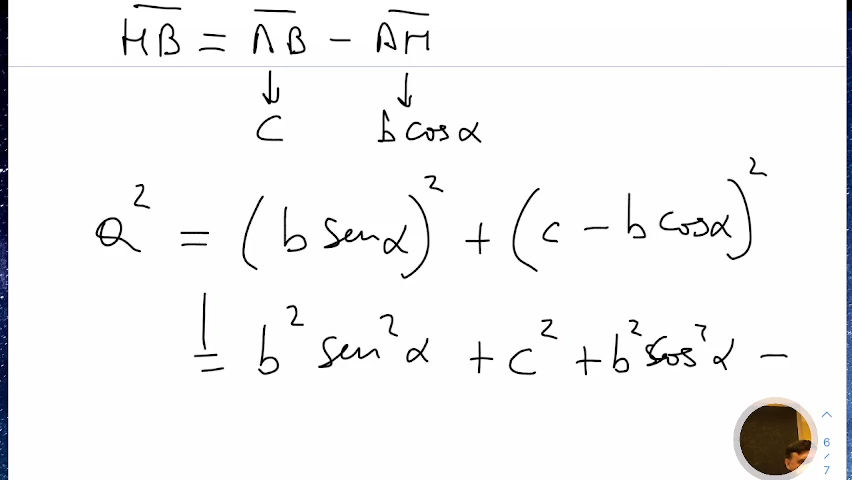 HB = AB − AH
↓ ↓
c b cos α
a² = (b sen α)² + (c − b cos α)²
= b² sen² α + c² + b² cos² α −
6
/
7